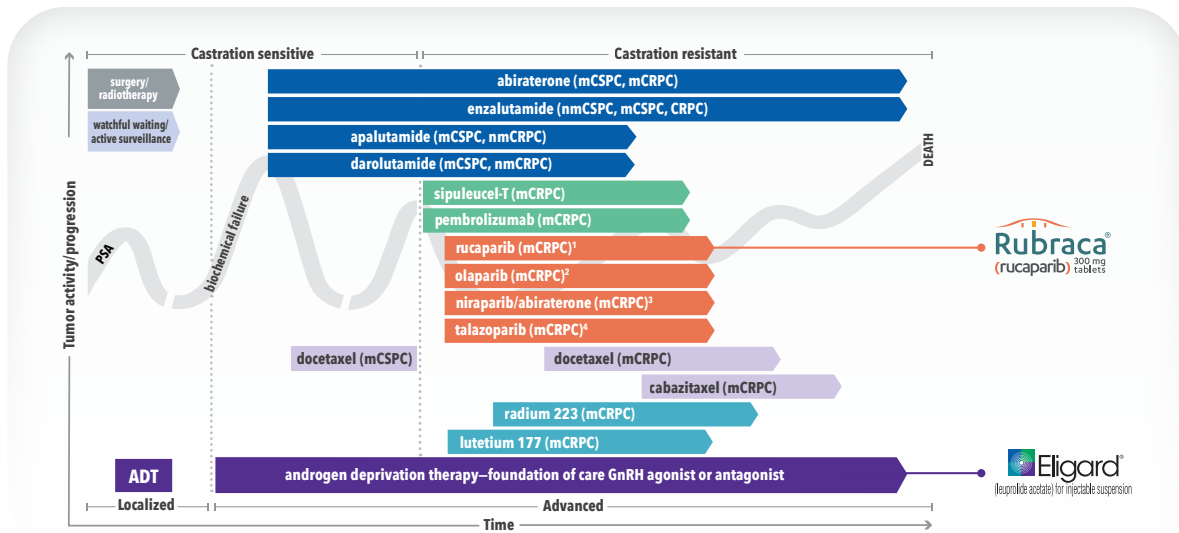 Castration sensitive
Castration resistant
surgery/
radiotherapy
watchful waiting/
active surveillance
abiraterone (mCSPC, mCRPC)
enzalutamide (nmCSPC, mCSPC, CRPC)
apalutamide (mCSPC, nmCRPC)
darolutamide (mCSPC, nmCRPC)
DEATH
sipuleucel-T (mCRPC)
pembrolizumab (mCRPC)
Tumor activity/progression
PSA
biochemical failure
rucaparib (mCRPC)¹
olaparib (mCRPC)²
niraparib/abiraterone (mCRPC)³
talazoparib (mCRPC)⁴
Rubraca®
(rucaparib) 300 mg
tablets
docetaxel (mCSPC)
docetaxel (mCRPC)
cabazitaxel (mCRPC)
radium 223 (mCRPC)
lutetium 177 (mCRPC)
ADT
androgen deprivation therapy—foundation of care GnRH agonist or antagonist
Eligard®
(leuprolide acetate) for injectable suspension
Localized
Advanced
Time